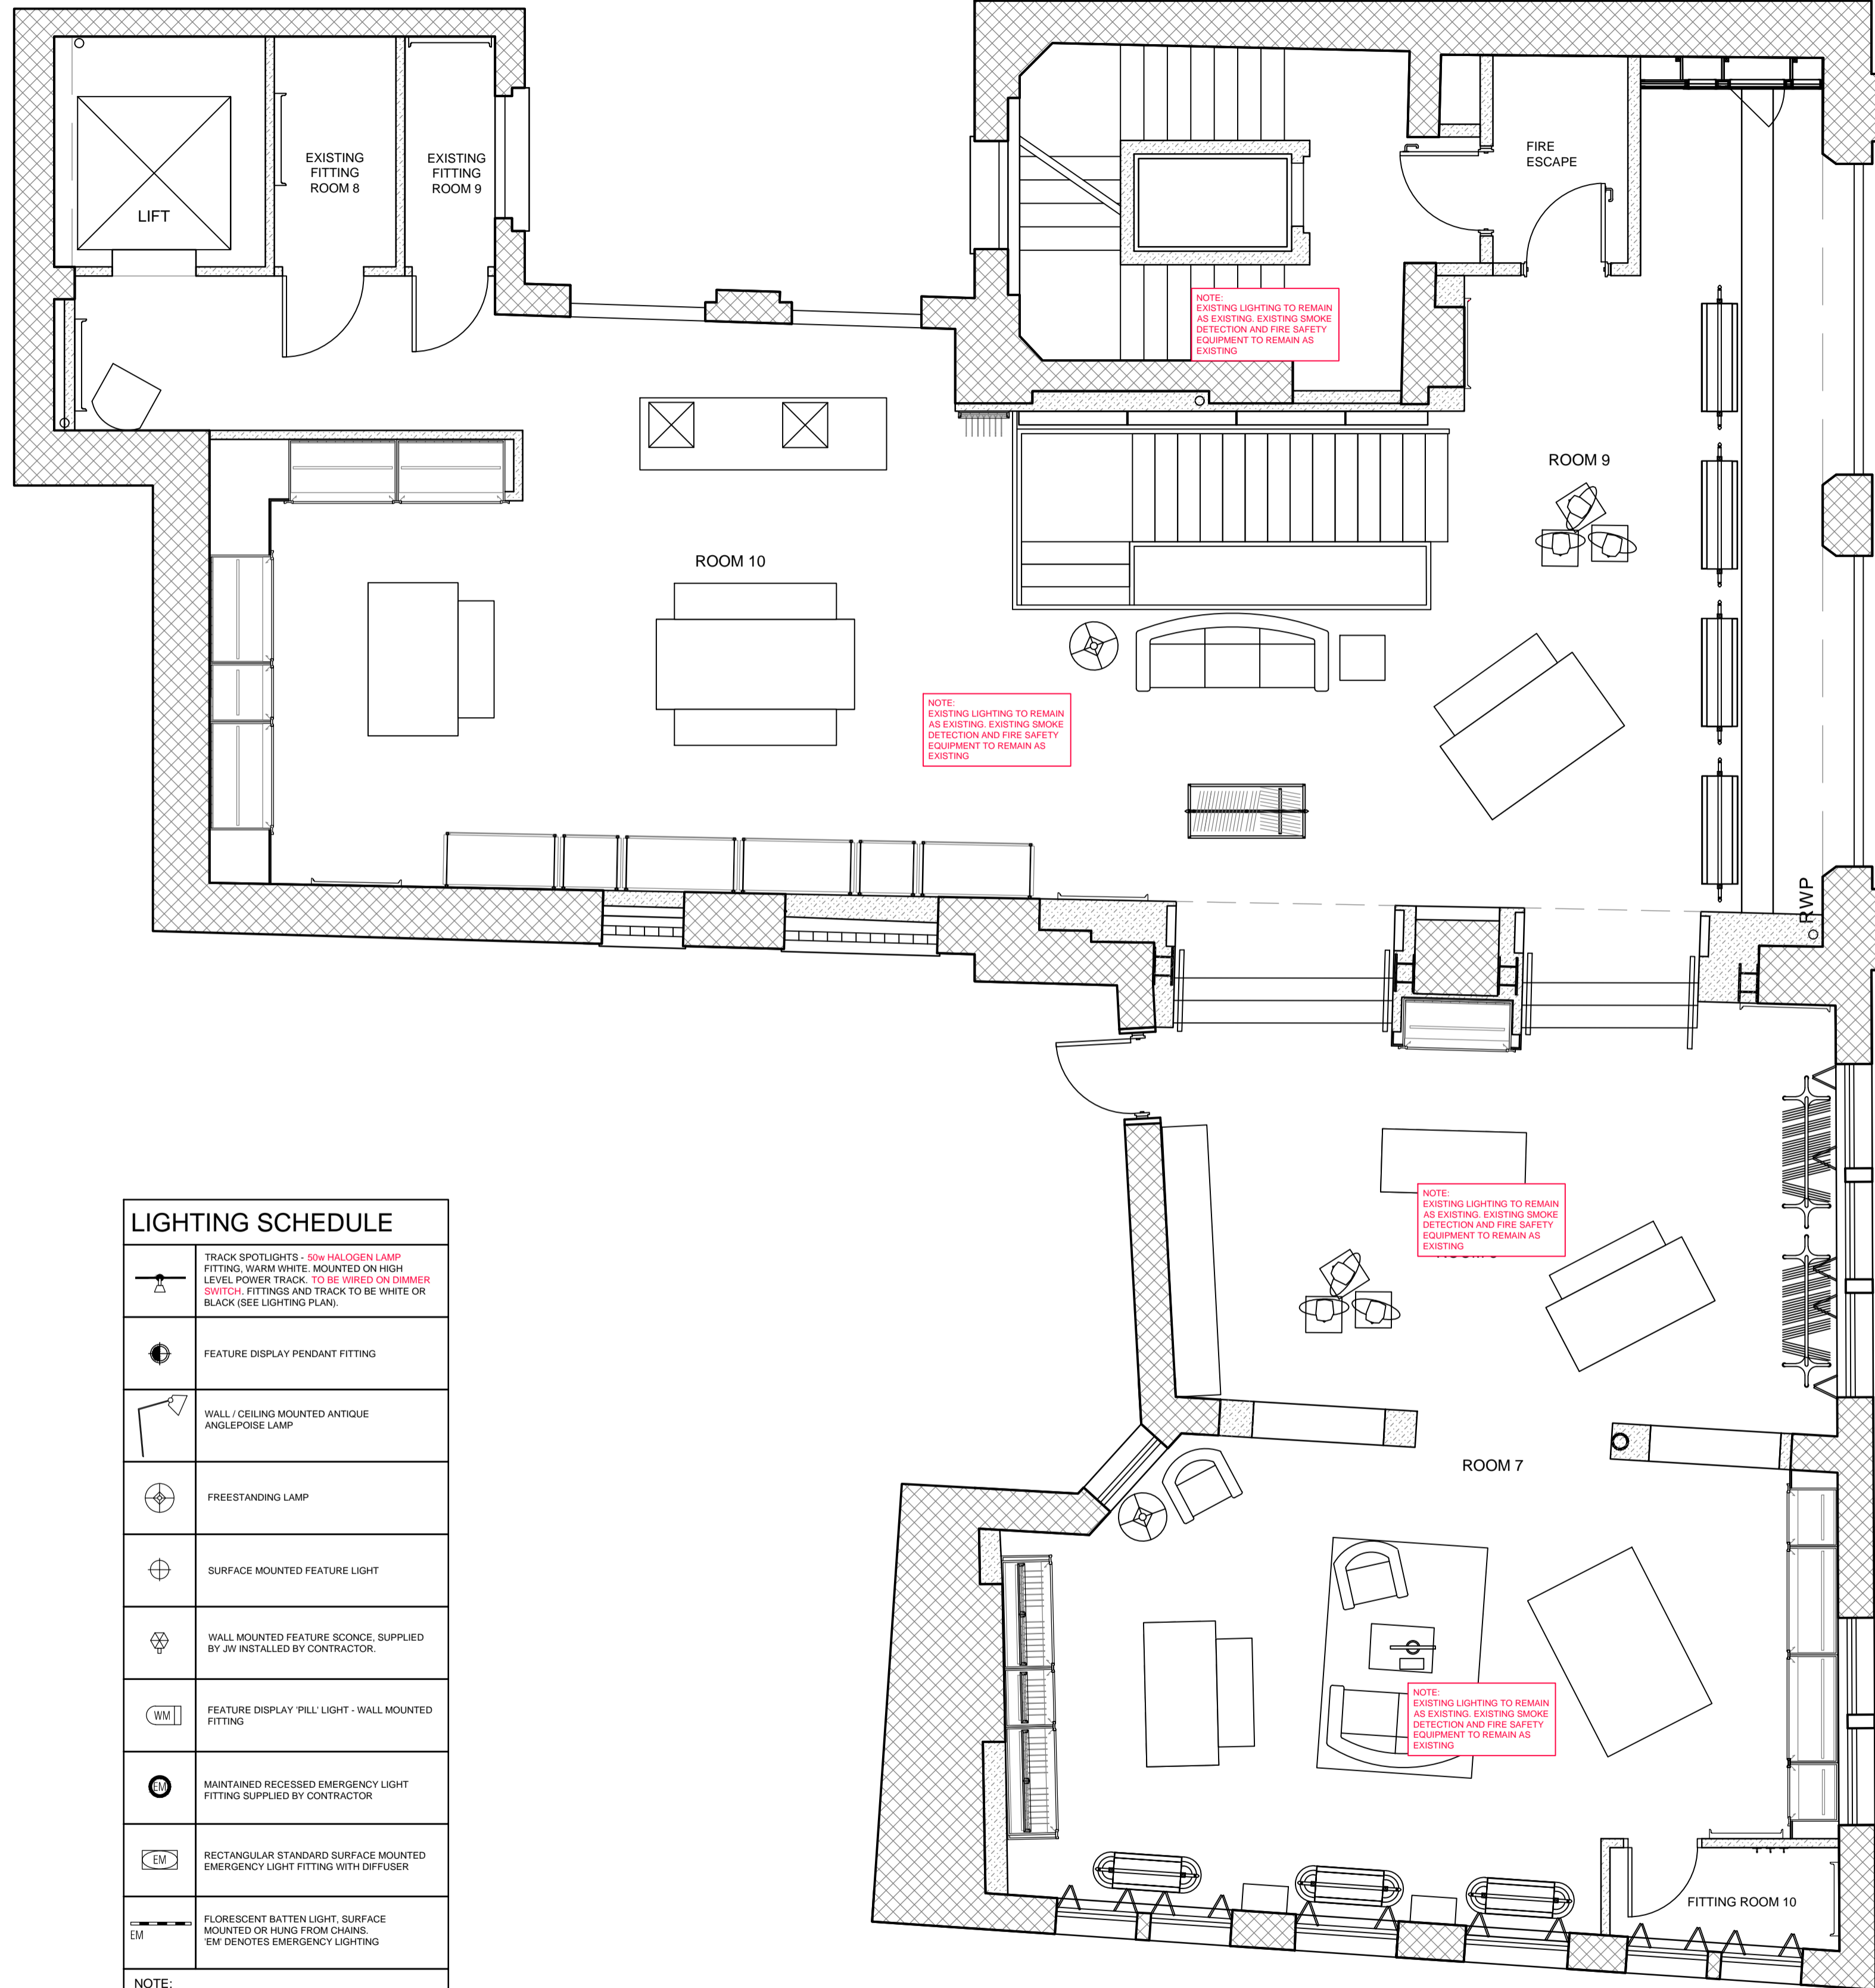 LIFT
EXISTING
FITTING
ROOM 8
EXISTING
FITTING
ROOM 9
FIRE
ESCAPE
NOTE:
EXISTING LIGHTING TO REMAIN
AS EXISTING. EXISTING SMOKE
DETECTION AND FIRE SAFETY
EQUIPMENT TO REMAIN AS
EXISTING
ROOM 9
ROOM 10
NOTE:
EXISTING LIGHTING TO REMAIN
AS EXISTING. EXISTING SMOKE
DETECTION AND FIRE SAFETY
EQUIPMENT TO REMAIN AS
EXISTING
RWP
NOTE:
EXISTING LIGHTING TO REMAIN
AS EXISTING. EXISTING SMOKE
DETECTION AND FIRE SAFETY
EQUIPMENT TO REMAIN AS
EXISTING
ROOM 7
NOTE:
EXISTING LIGHTING TO REMAIN
AS EXISTING. EXISTING SMOKE
DETECTION AND FIRE SAFETY
EQUIPMENT TO REMAIN AS
EXISTING
FITTING ROOM 10
LIGHTING SCHEDULE
TRACK SPOTLIGHTS - 50w HALOGEN LAMP
FITTING, WARM WHITE. MOUNTED ON HIGH
LEVEL POWER TRACK. TO BE WIRED ON DIMMER
SWITCH. FITTINGS AND TRACK TO BE WHITE OR
BLACK (SEE LIGHTING PLAN).
FEATURE DISPLAY PENDANT FITTING
WALL / CEILING MOUNTED ANTIQUE
ANGLEPOISE LAMP
FREESTANDING LAMP
SURFACE MOUNTED FEATURE LIGHT
WALL MOUNTED FEATURE SCONCE, SUPPLIED
BY JW INSTALLED BY CONTRACTOR.
WM
FEATURE DISPLAY 'PILL' LIGHT - WALL MOUNTED
FITTING
EM
MAINTAINED RECESSED EMERGENCY LIGHT
FITTING SUPPLIED BY CONTRACTOR
EM
RECTANGULAR STANDARD SURFACE MOUNTED
EMERGENCY LIGHT FITTING WITH DIFFUSER
EM
FLORESCENT BATTEN LIGHT, SURFACE
MOUNTED OR HUNG FROM CHAINS.
'EM' DENOTES EMERGENCY LIGHTING
NOTE: